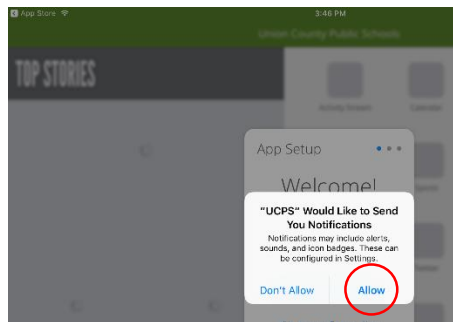 App Store
3:46 PM
Union County Public Schools
TOP STORIES
Activity Stream
Calendar
App Setup
Welcome!
"UCPS" Would Like to Send
You Notifications
Notifications may include alerts,
sounds, and icon badges. These can
be configured in Settings.
Don't Allow
Allow